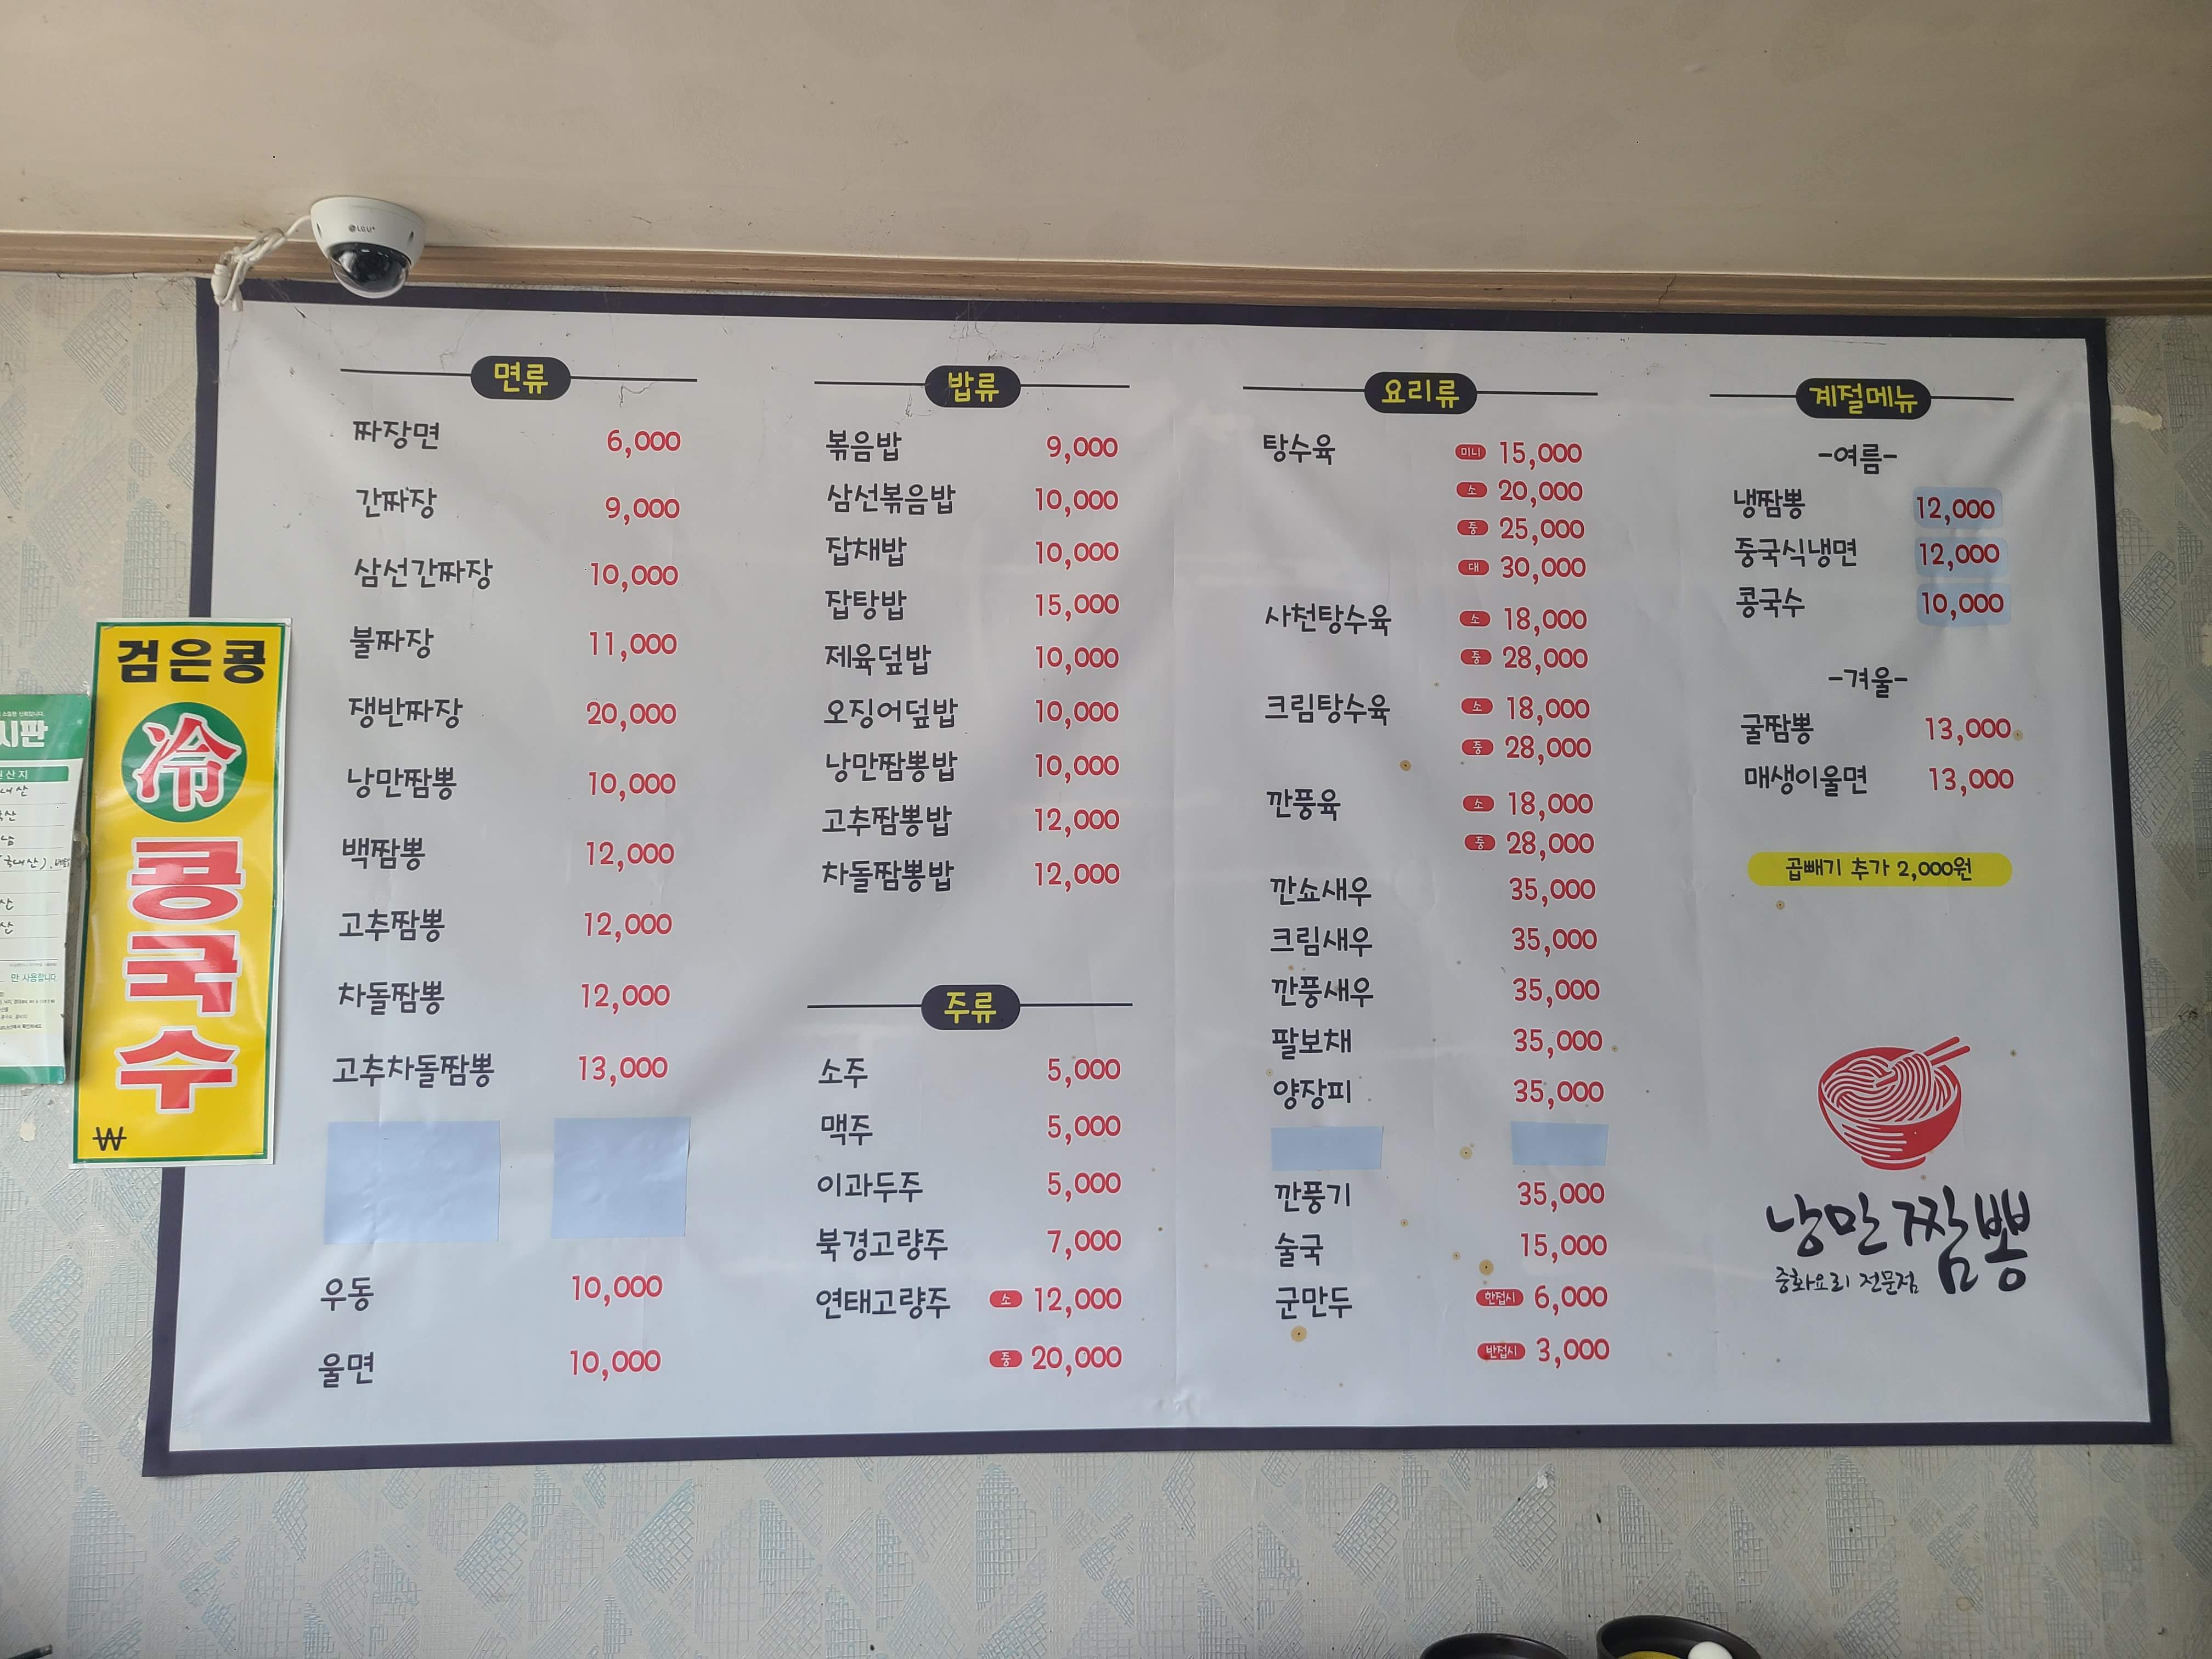 LG U+
면류
짜장면 6,000
간짜장 9,000
삼선간짜장 10,000
불짜장 11,000
쟁반짜장 20,000
낭만짬뽕 10,000
백짬뽕 12,000
고추짬뽕 12,000
차돌짬뽕 12,000
고추차돌짬뽕 13,000
우동 10,000
울면 10,000
밥류
볶음밥 9,000
삼선볶음밥 10,000
잡채밥 10,000
잡탕밥 15,000
제육덮밥 10,000
오징어덮밥 10,000
낭만짬뽕밥 10,000
고추짬뽕밥 12,000
차돌짬뽕밥 12,000
주류
소주 5,000
맥주 5,000
이과두주 5,000
북경고량주 7,000
연태고량주 소 12,000
중 20,000
요리류
탕수육 미니 15,000
소 20,000
중 25,000
대 30,000
사천탕수육 소 18,000
중 28,000
크림탕수육 소 18,000
중 28,000
깐풍육 소 18,000
중 28,000
깐쇼새우 35,000
크림새우 35,000
깐풍새우 35,000
팔보채 35,000
양장피 35,000
깐풍기 35,000
술국 15,000
군만두 한접시 6,000
반접시 3,000
계절메뉴
-여름-
냉짬뽕 12,000
중국식냉면 12,000
콩국수 10,000
-겨울-
굴짬뽕 13,000
매생이울면 13,000
곱빼기 추가 2,000원
낭만짬뽕
중화요리 전문점
검은콩
冷
콩
국
수
₩
시판
산지
내산
산
남
산
산
만 사용합니다